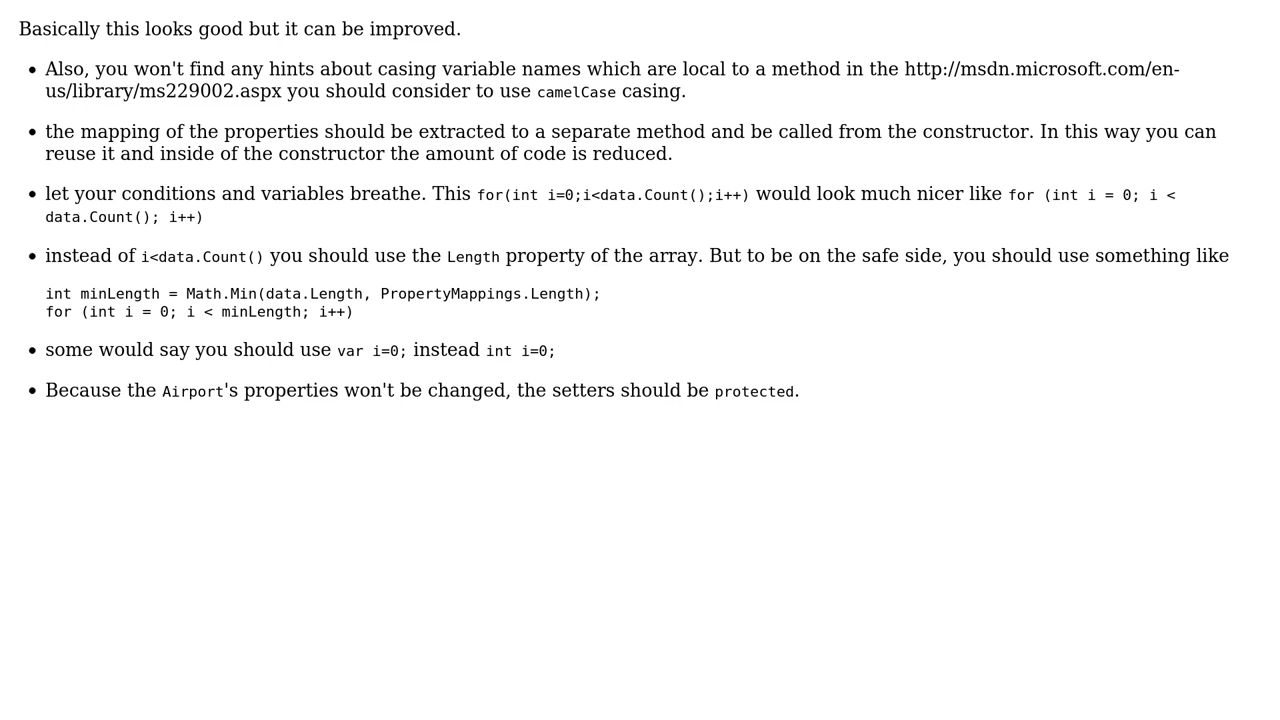 Basically this looks good but it can be improved.
• Also, you won't find any hints about casing variable names which are local to a method in the http://msdn.microsoft.com/en-
us/library/ms229002.aspx you should consider to use camelCase casing.
• the mapping of the properties should be extracted to a separate method and be called from the constructor. In this way you can
reuse it and inside of the constructor the amount of code is reduced.
• let your conditions and variables breathe. This for(int i=0;i<data.Count();i++) would look much nicer like for (int i = 0; i <
data.Count(); i++)
• instead of i<data.Count() you should use the Length property of the array. But to be on the safe side, you should use something like
int minLength = Math.Min(data.Length, PropertyMappings.Length);
for (int i = 0; i < minLength; i++)
• some would say you should use var i=0; instead int i=0;
• Because the Airport's properties won't be changed, the setters should be protected.